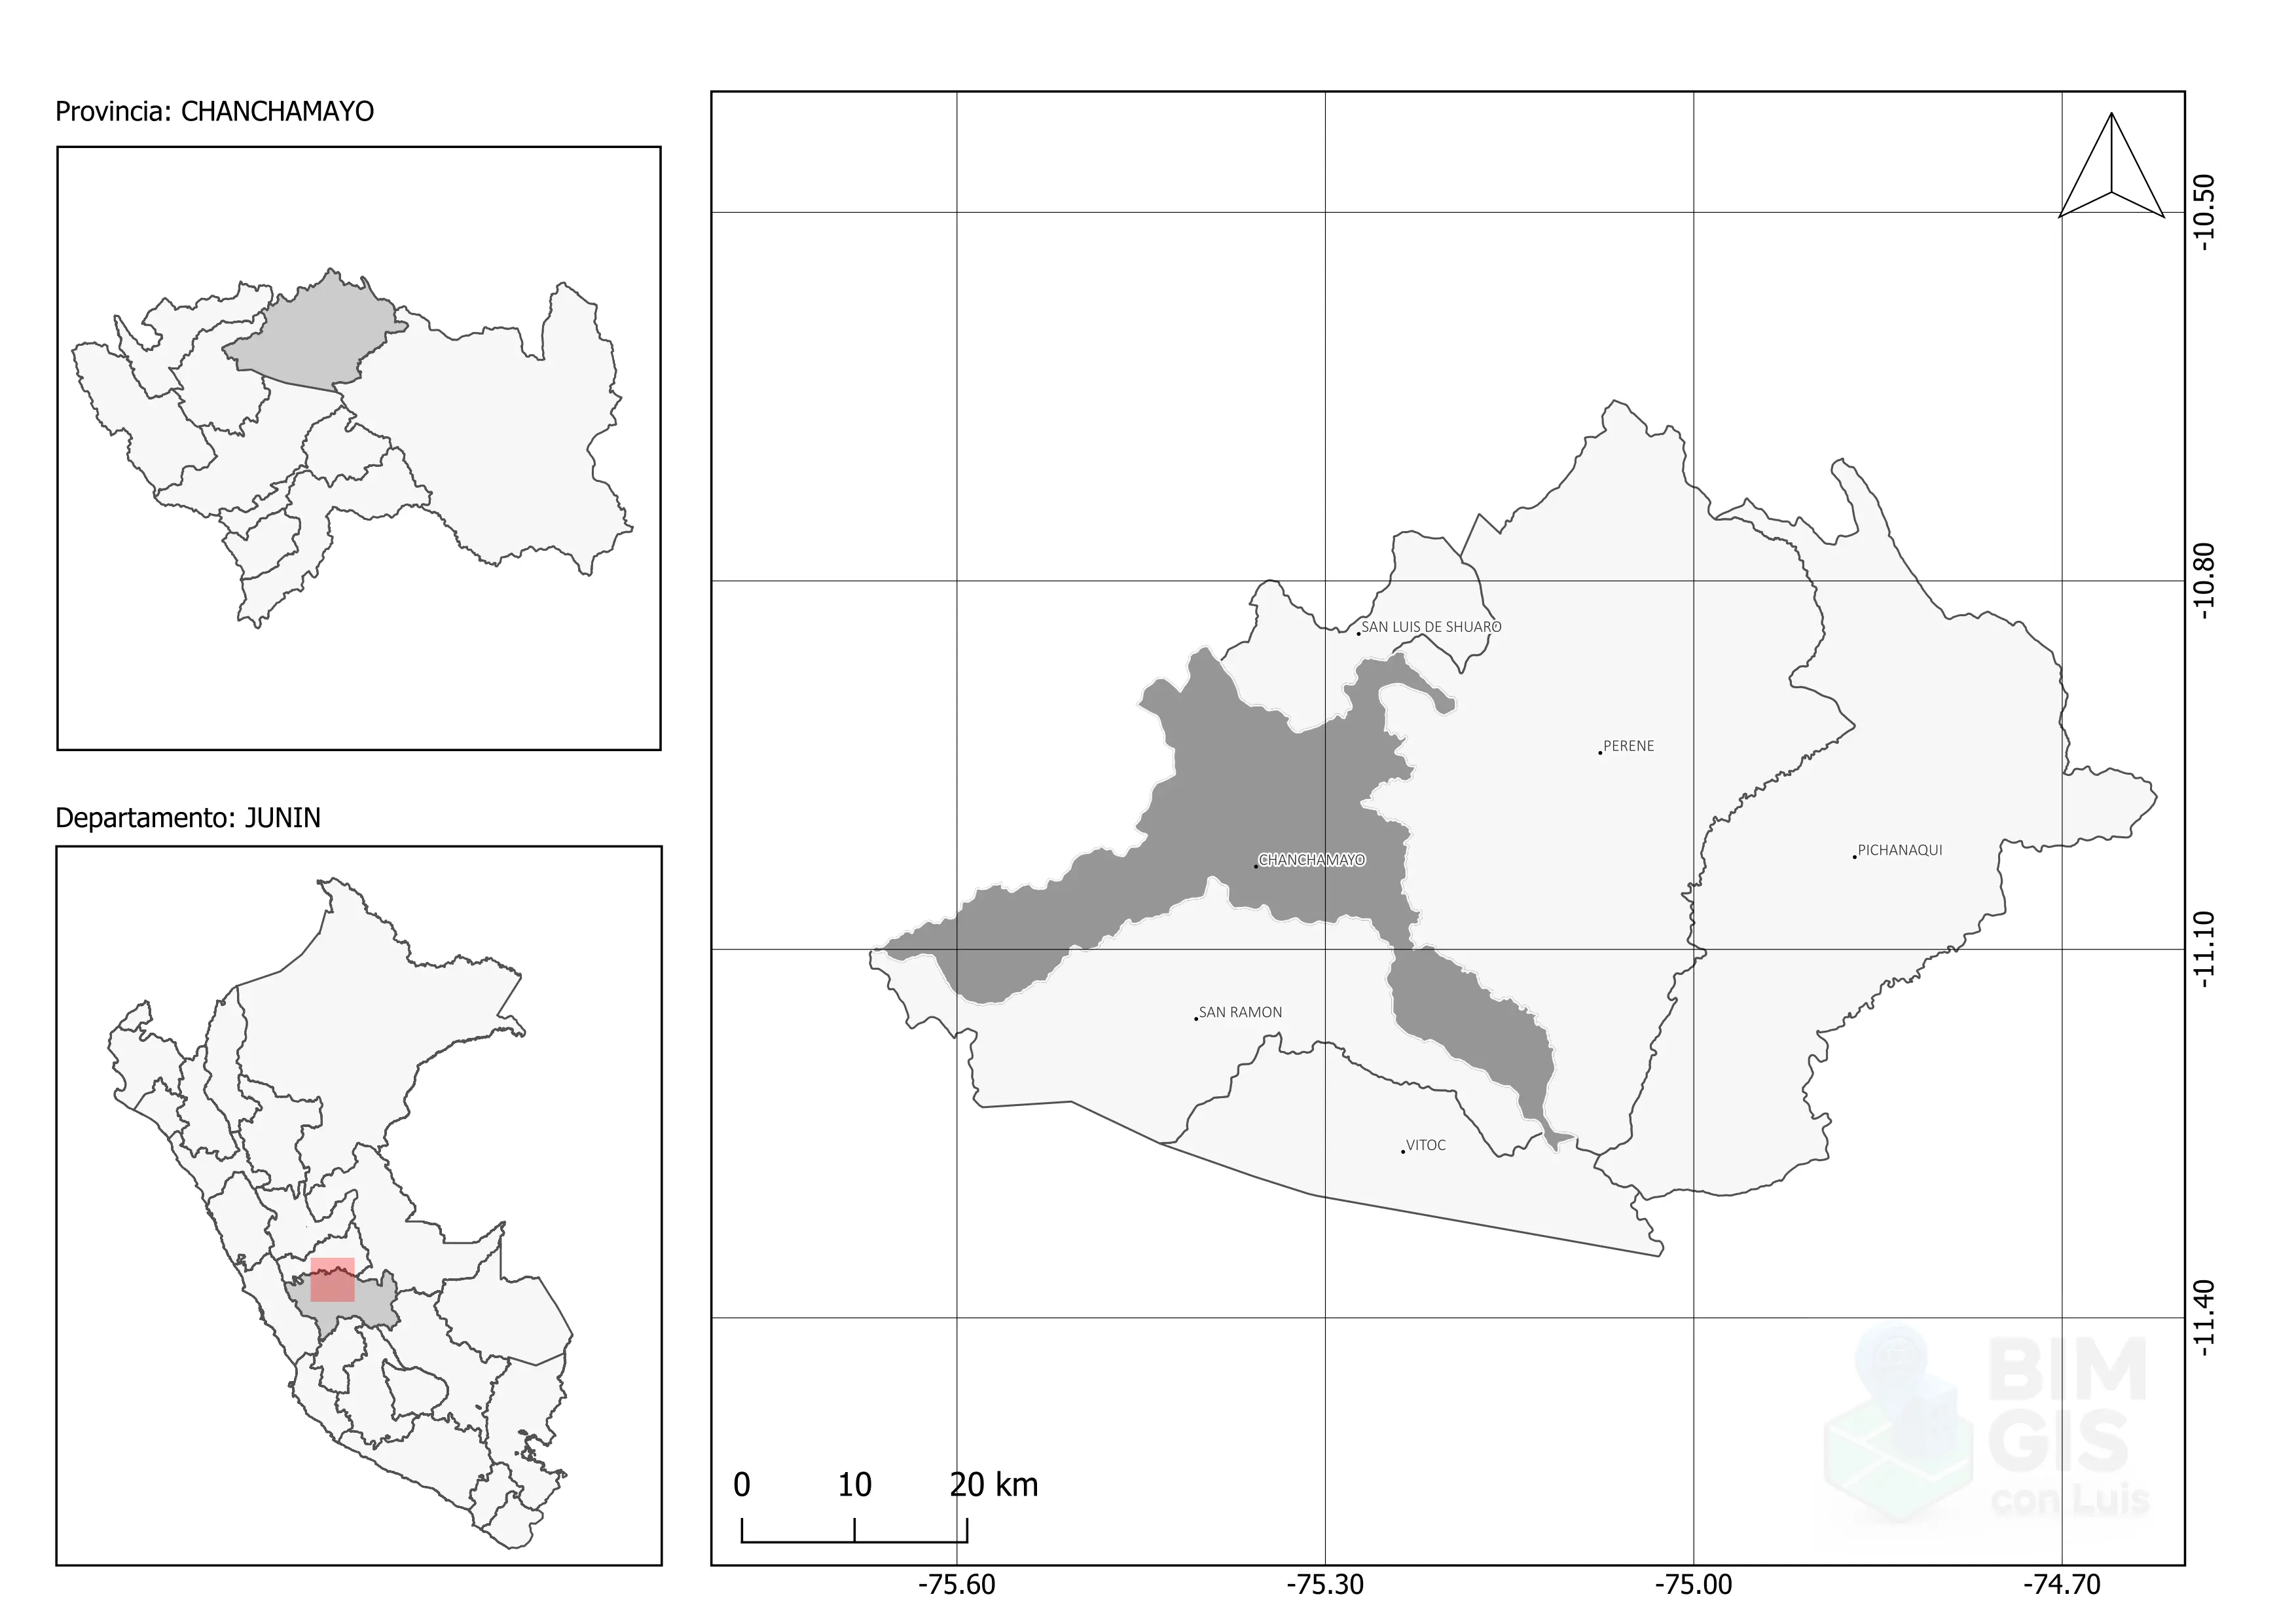 Provincia: CHANCHAMAYO
Departamento: JUNIN
SAN LUIS DE SHUARO
PERENE
PICHANAQUI
CHANCHAMAYO
SAN RAMON
VITOC
-10.50
-10.80
-11.10
-11.40
0 10 20 km
-75.60 -75.30 -75.00 -74.70
BIM
GIS
con Luis